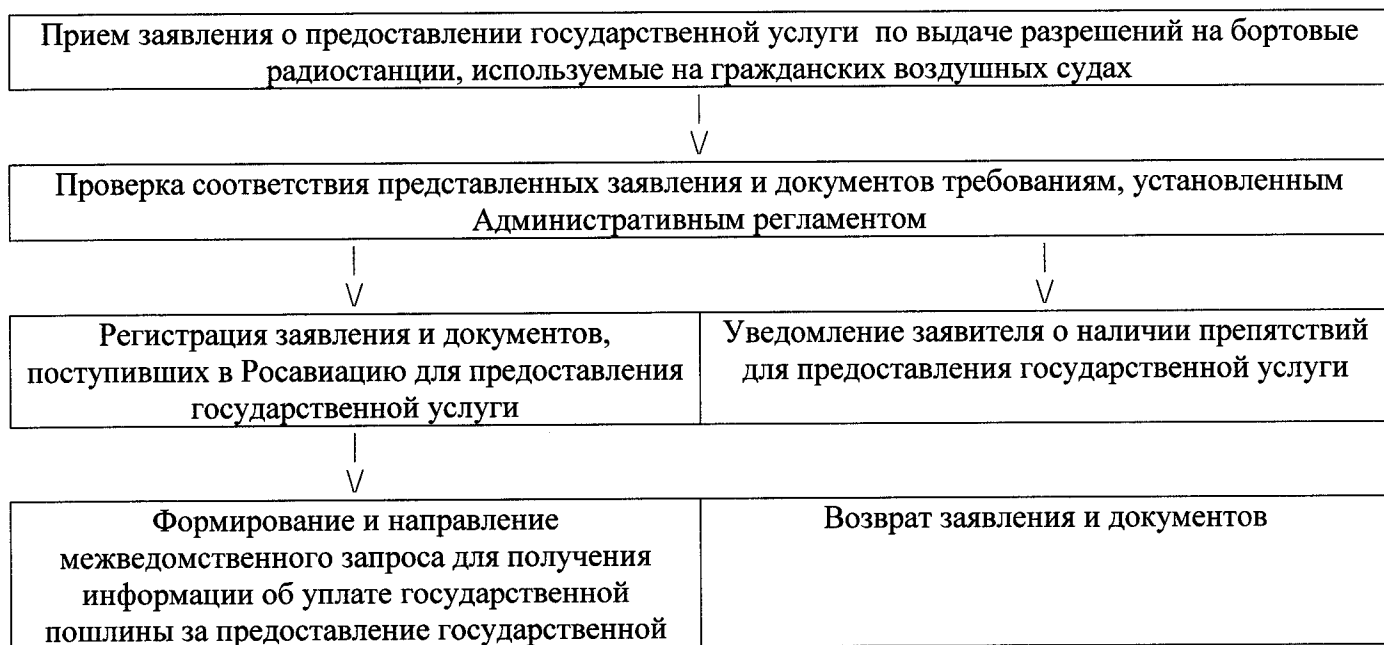 Прием заявления о предоставлении государственной услуги по выдаче разрешений на бортовые
радиостанции, используемые на гражданских воздушных судах
Проверка соответствия представленных заявления и документов требованиям, установленным
Административным регламентом
Регистрация заявления и документов,
поступивших в Росавиацию для предоставления
государственной услуги
Уведомление заявителя о наличии препятствий
для предоставления государственной услуги
Формирование и направление
межведомственного запроса для получения
информации об уплате государственной
пошлины за предоставление государственной
Возврат заявления и документов